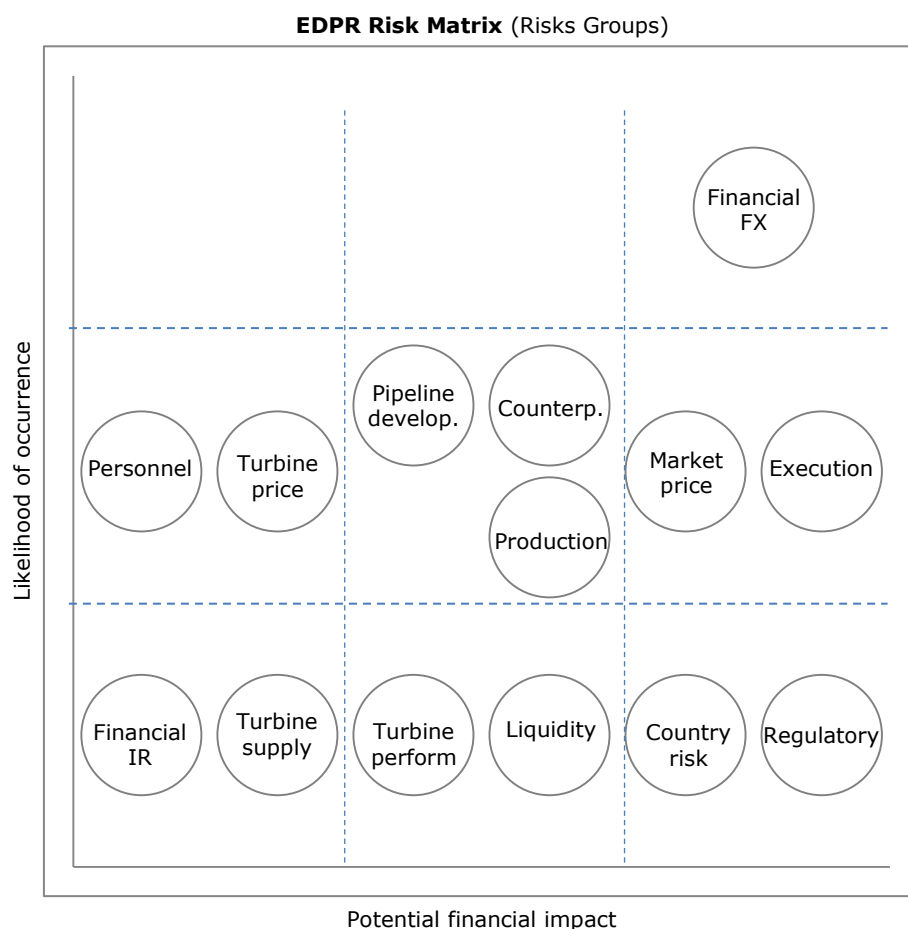 EDPR Risk Matrix (Risks Groups)
Financial
FX
Pipeline
develop.
Counterp.
Personnel
Turbine
price
Market
price
Execution
Production
Financial
IR
Turbine
supply
Turbine
perform
Liquidity
Country
risk
Regulatory
Likelihood of occurrence
Potential financial impact